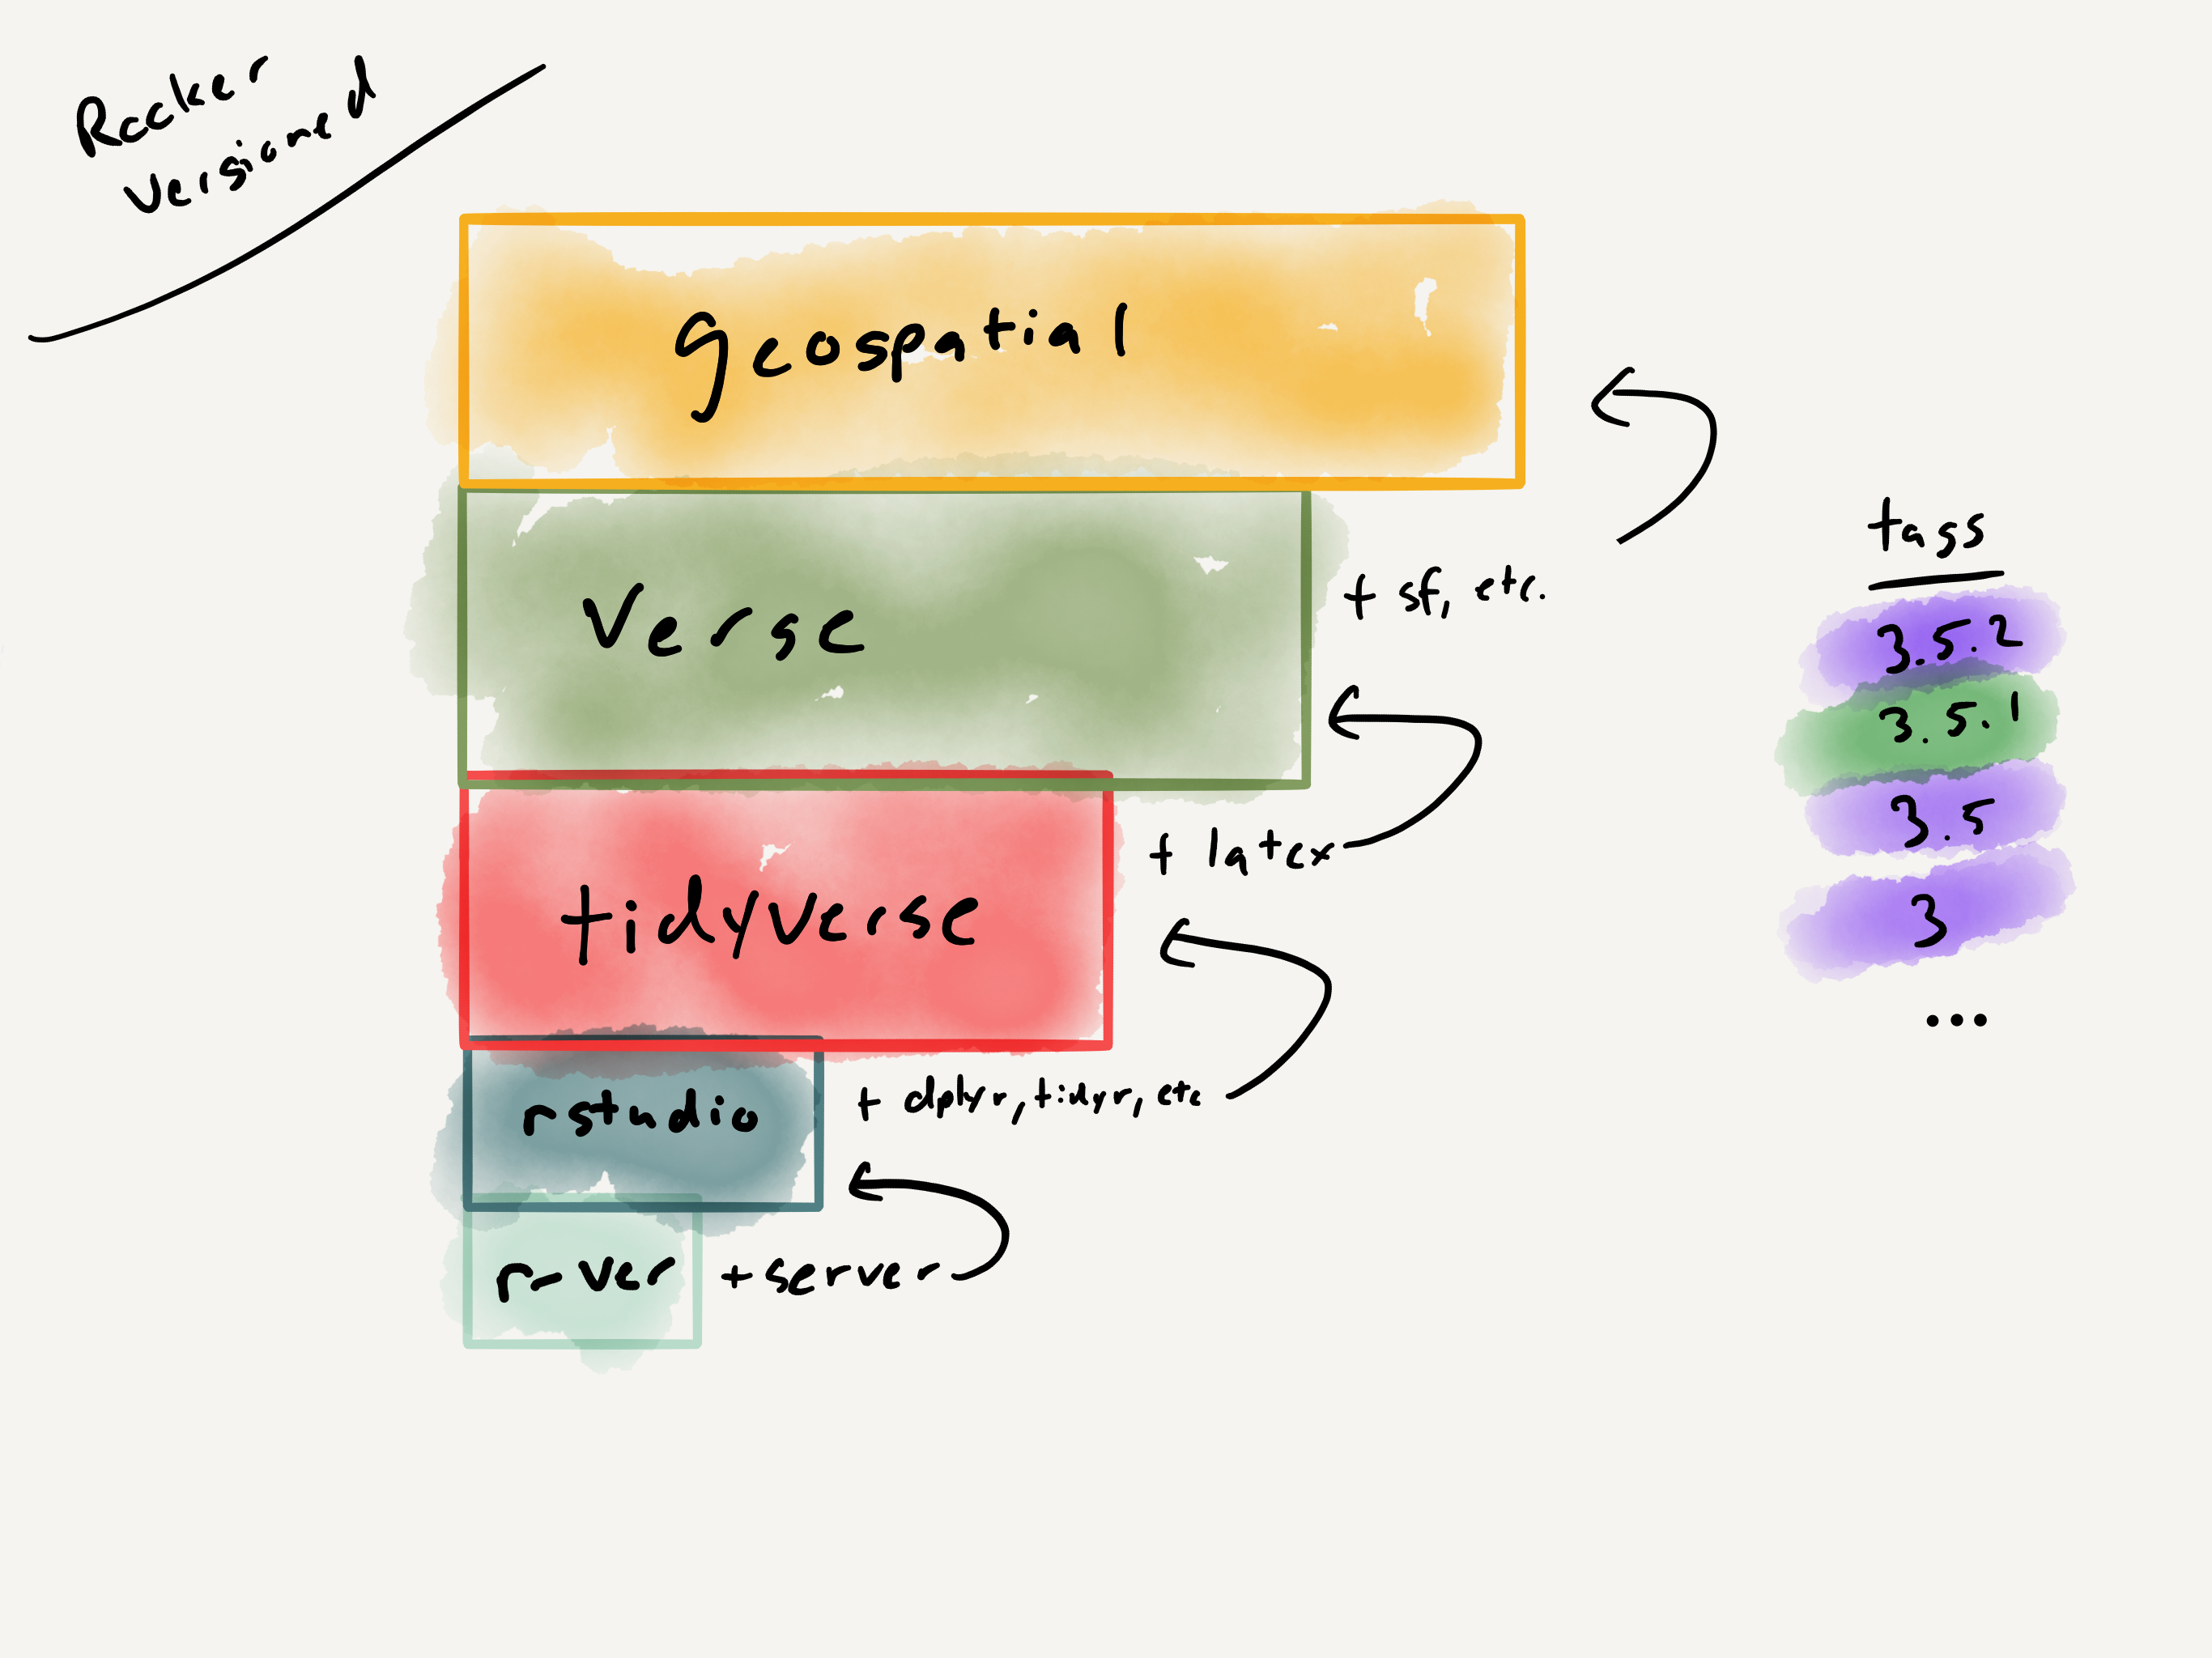 Rocker
Versioned
geospatial
verse
+ sf, etc.
tidyverse
+ latex
rstudio
+ dplyr, tidyr, etc
r-ver
+ server
tags
3.5.2
3.5.1
3.5
3
...